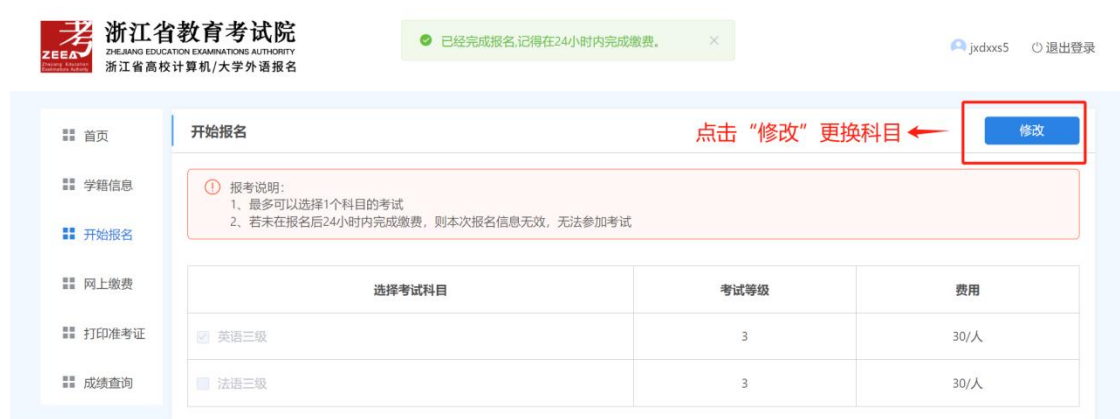 考
ZEEA
Zhejiang Education
Examinations Authority
浙江省教育考试院
ZHEJIANG EDUCATION EXAMINATIONS AUTHORITY
浙江省高校计算机/大学外语报名
已经完成报名,记得在24小时内完成缴费。
jxdxxs5 退出登录
首页
学籍信息
开始报名
网上缴费
打印准考证
成绩查询
开始报名
点击“修改”更换科目
修改
报考说明:
1、最多可以选择1个科目的考试
2、若未在报名后24小时内完成缴费，则本次报名信息无效，无法参加考试
选择考试科目 考试等级 费用
英语三级 3 30/人
法语三级 3 30/人